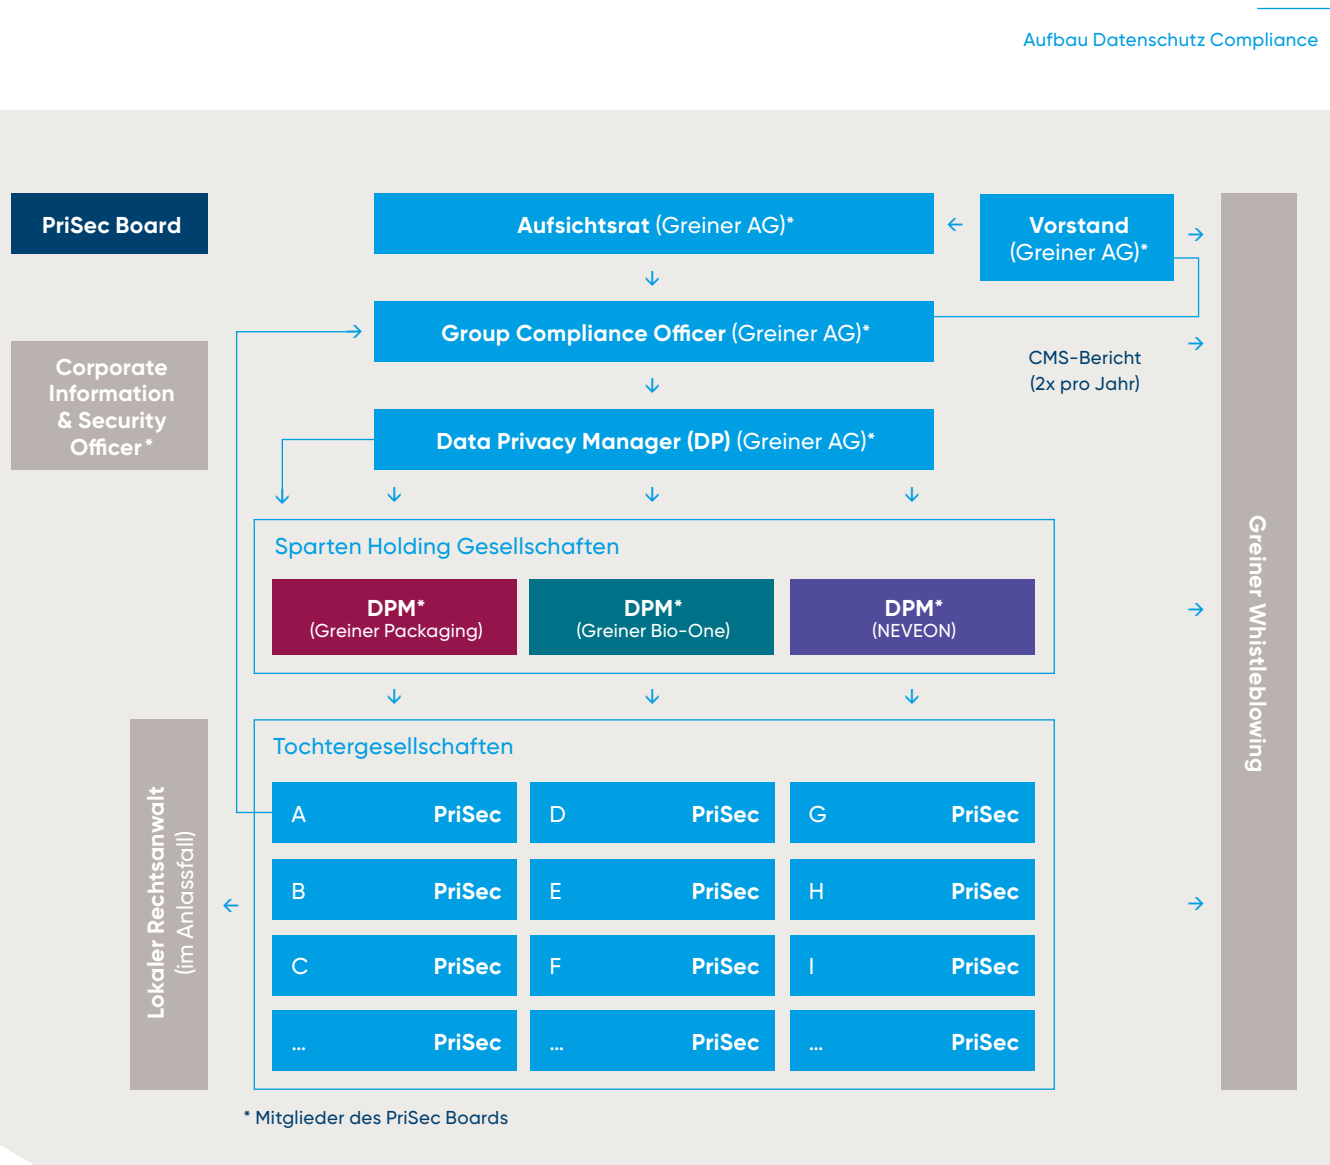 Aufbau Datenschutz Compliance
PriSec Board
Aufsichtsrat (Greiner AG)*
Vorstand
(Greiner AG)*
Group Compliance Officer (Greiner AG)*
CMS-Bericht
(2x pro Jahr)
Corporate
Information
& Security
Officer*
Data Privacy Manager (DP) (Greiner AG)*
Sparten Holding Gesellschaften
DPM*
(Greiner Packaging)
DPM*
(Greiner Bio-One)
DPM*
(NEVEON)
Greiner Whistleblowing
Tochtergesellschaften
A PriSec
D PriSec
G PriSec
B PriSec
E PriSec
H PriSec
C PriSec
F PriSec
I PriSec
... PriSec
... PriSec
... PriSec
Lokaler Rechtsanwalt
(im Anlassfall)
* Mitglieder des PriSec Boards